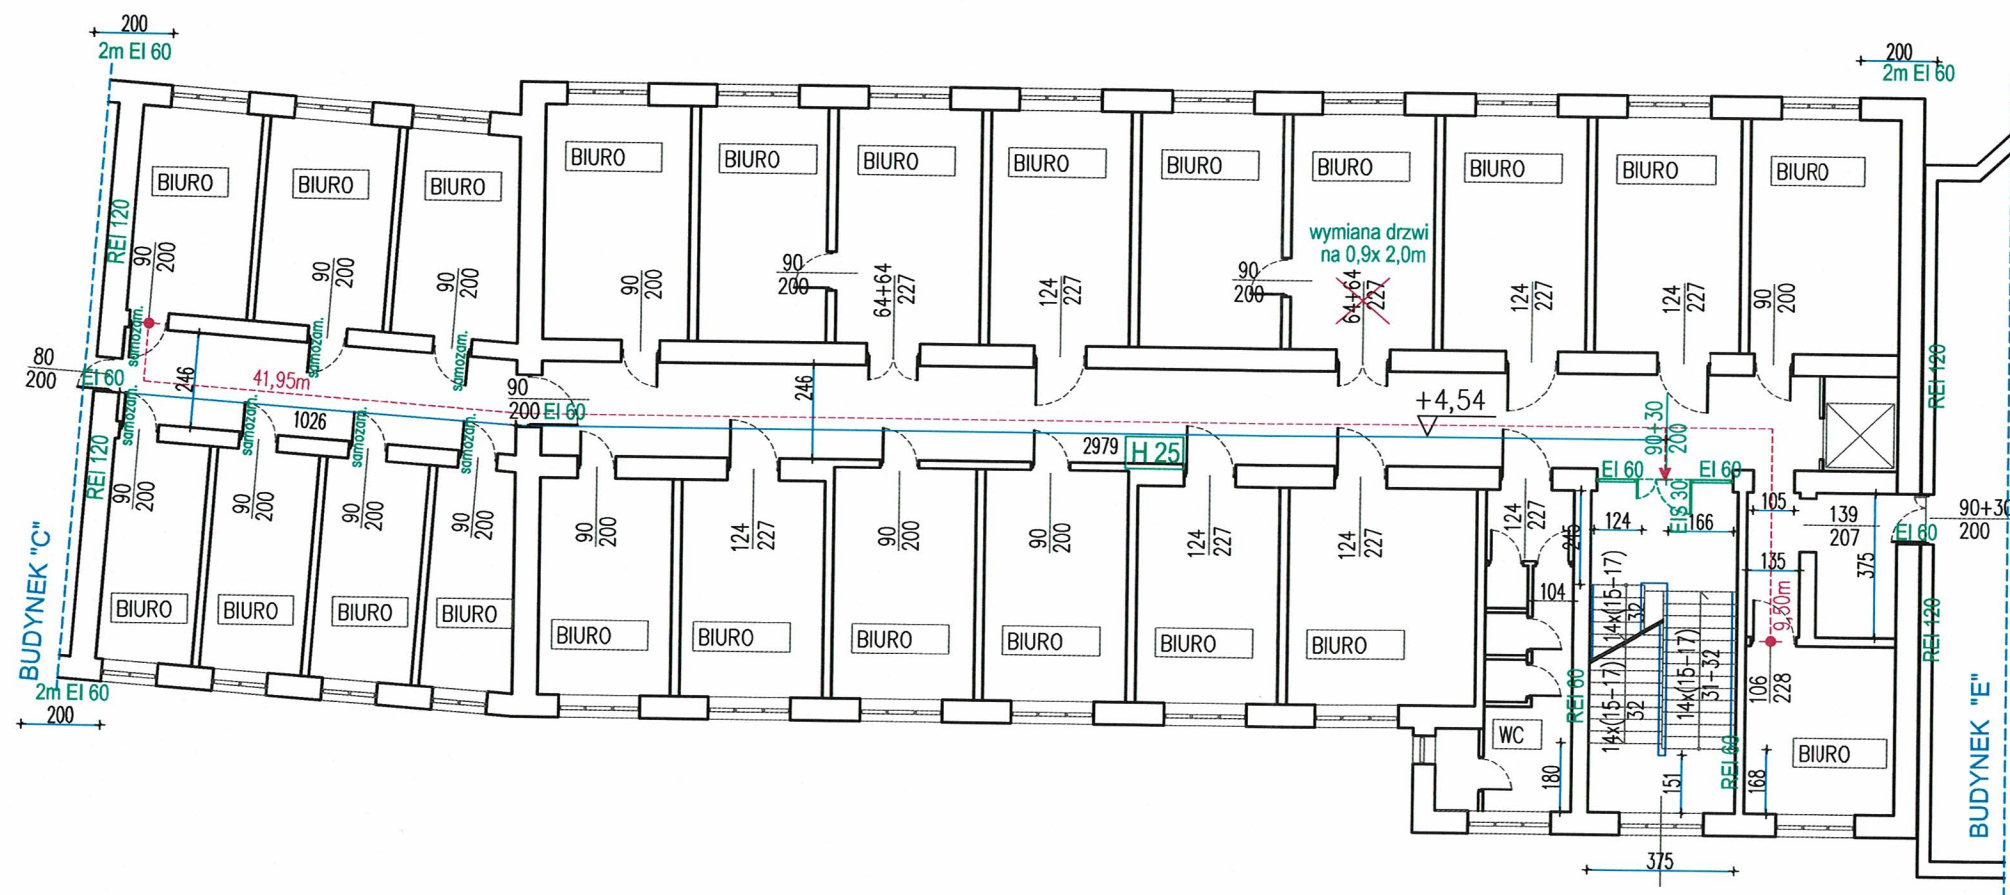 200
2m EI 60
200
2m EI 60
BIURO
BIURO
BIURO
BIURO
BIURO
BIURO
BIURO
BIURO
BIURO
BIURO
BIURO
BIURO
REI 120
90
200
90
200
90
200
90
200
90
200
64+64
227
124
227
90
200
wymiana drzwi
na 0,9x 2,0m
64+64
227
124
227
124
227
90
200
REI 120
samozam.
samozam.
samozam.
80
200
EI 60
246
41,95m
1026
90
200
EI 60
246
+4,54
2979
H 25
90+30
200
EI 60
EI 60
EIS 30
samozam.
samozam.
samozam.
samozam.
REI 120
90
200
90
200
90
200
90
200
90
200
124
227
90
200
90
200
124
227
124
227
124
227
245
124
166
105
139
207
90+30
200
EI 60
375
135
104
9,30m
14x(15-17)
32
14x(15-17)
32
14x(15-17)
31-32
106
228
REI 120
REI 60
REI 60
BUDYNEK "C"
BIURO
BIURO
BIURO
BIURO
BIURO
BIURO
BIURO
BIURO
BIURO
BIURO
WC
180
151
168
BIURO
BUDYNEK "E"
2m EI 60
200
375